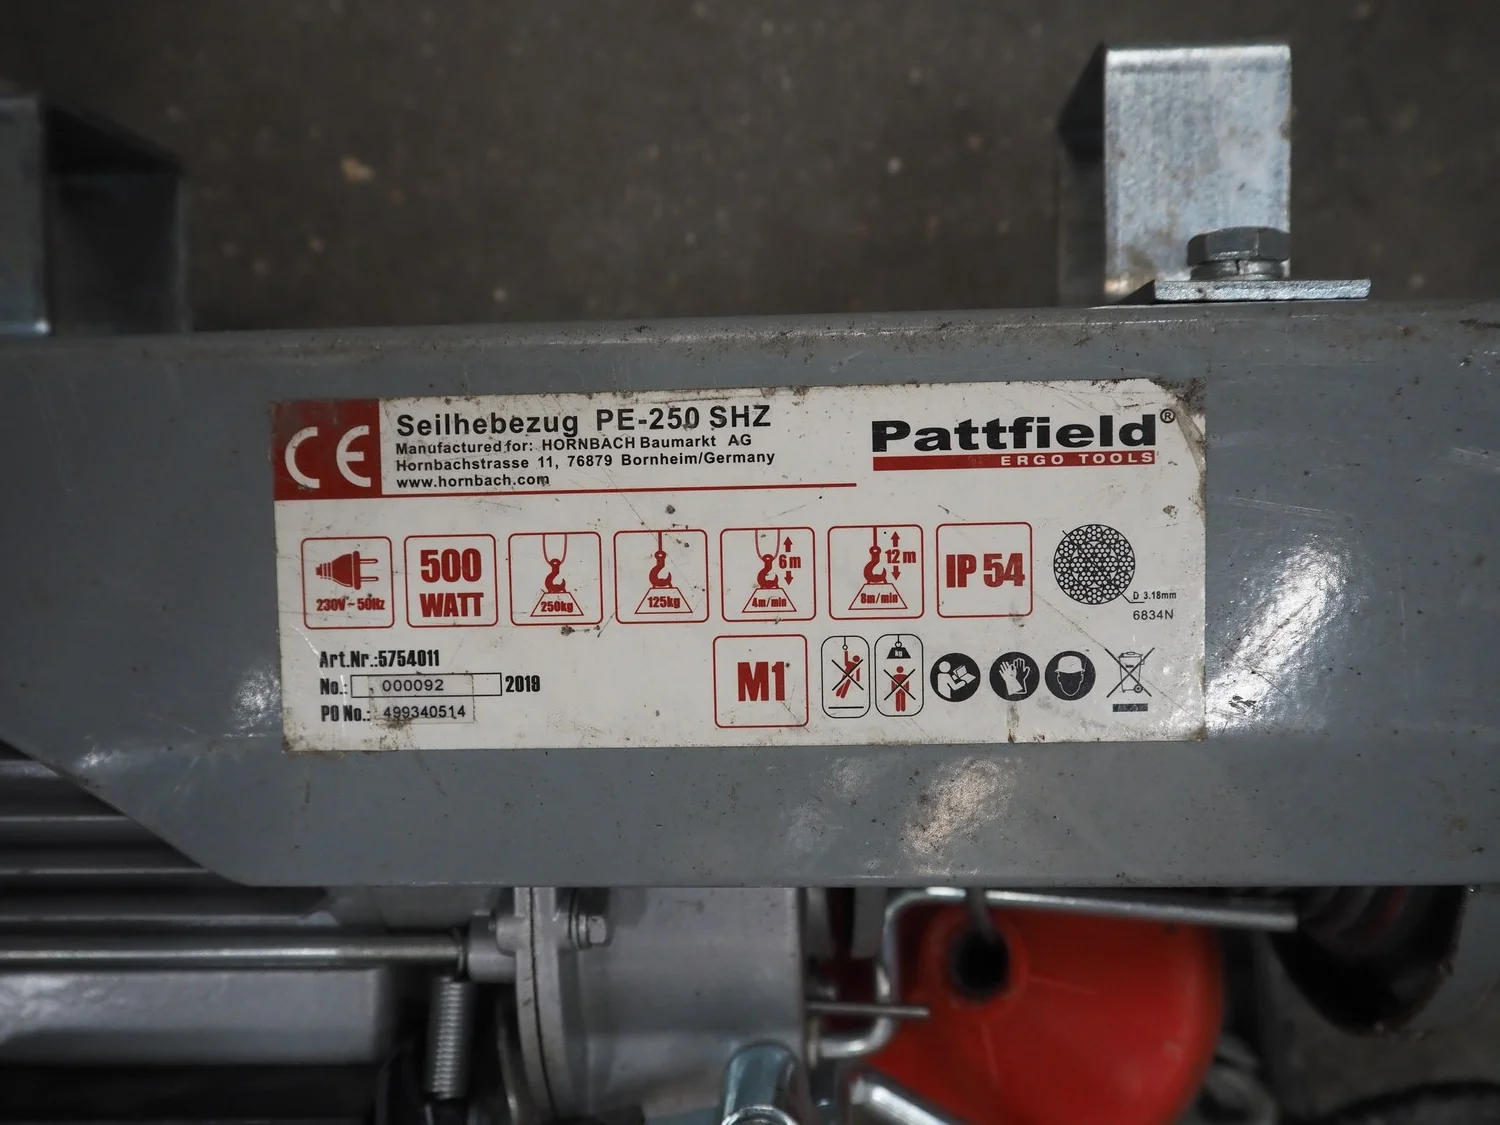 CE
Seilhebezug PE-250 SHZ
Manufactured for: HORNBACH Baumarkt AG
Hornbachstrasse 11, 76879 Bornheim/Germany
www.hornbach.com
Pattfield®
ERGO TOOLS
230V~50Hz
500
WATT
250kg
125kg
6m
4m/min
12m
8m/min
IP 54
D 3.18mm
6834N
Art.Nr.:5754011
No.: 000092 2019
PO No.: 499340514
M1
kg